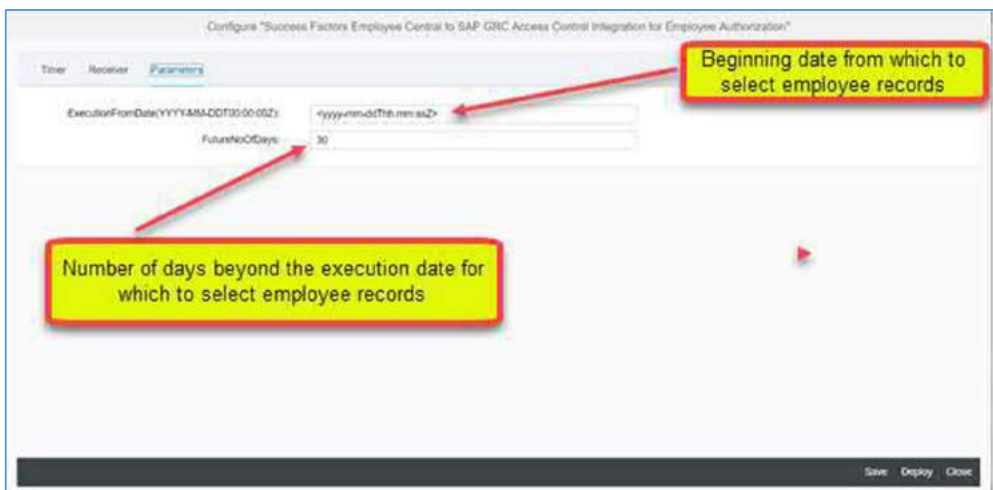 Configure "Success Factors Employee Central to SAP GRC Access Control Integration for Employee Authorization"
Timer Receiver Parameters
Beginning date from which to
select employee records
ExecutionFromDate(YYYY-MM-DDT00:00:00Z): <yyyy-mm-ddThh:mm:ssZ>
FutureNoOfDays: 30
Number of days beyond the execution date for
which to select employee records
Save Deploy Close